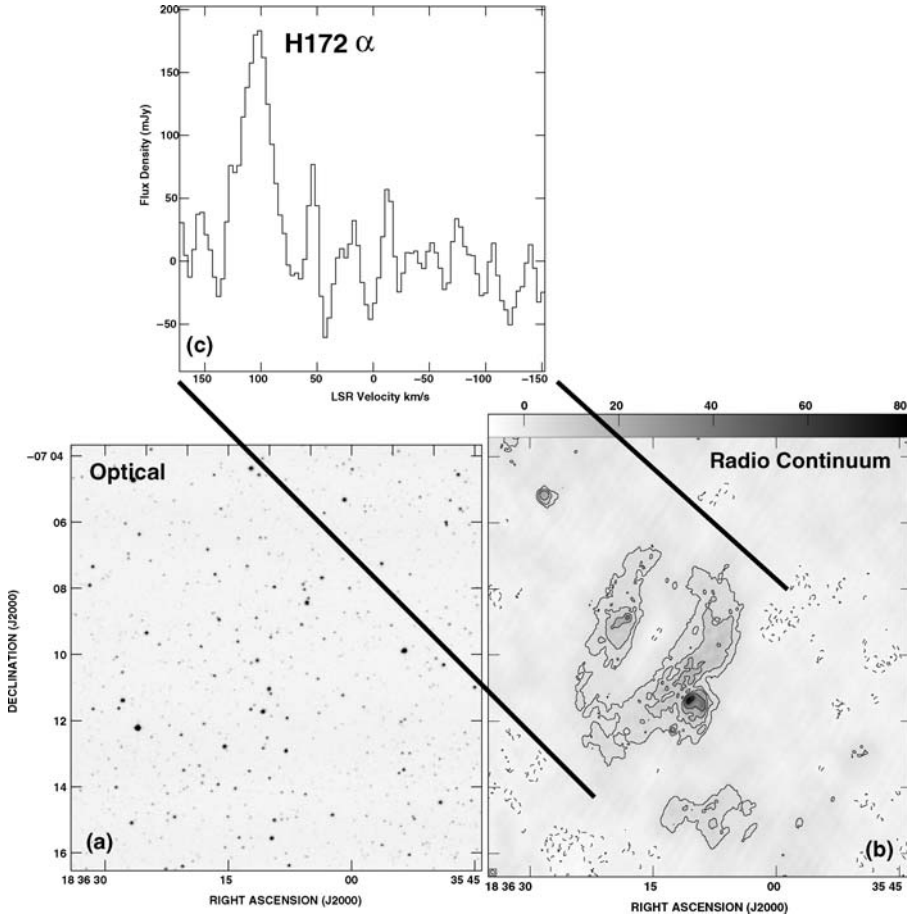 H172 α
200
150
100
50
0
−50
Flux Density (mJy)
(c)
150 100 50 0 -50 -100 -150
LSR Velocity km/s
0 20 40 60 80
Optical
Radio Continuum
−07 04
06
08
10
12
14
16
DECLINATION (J2000)
(a)
(b)
18 36 30 15 00 35 45
RIGHT ASCENSION (J2000)
18 36 30 15 00 35 45
RIGHT ASCENSION (J2000)